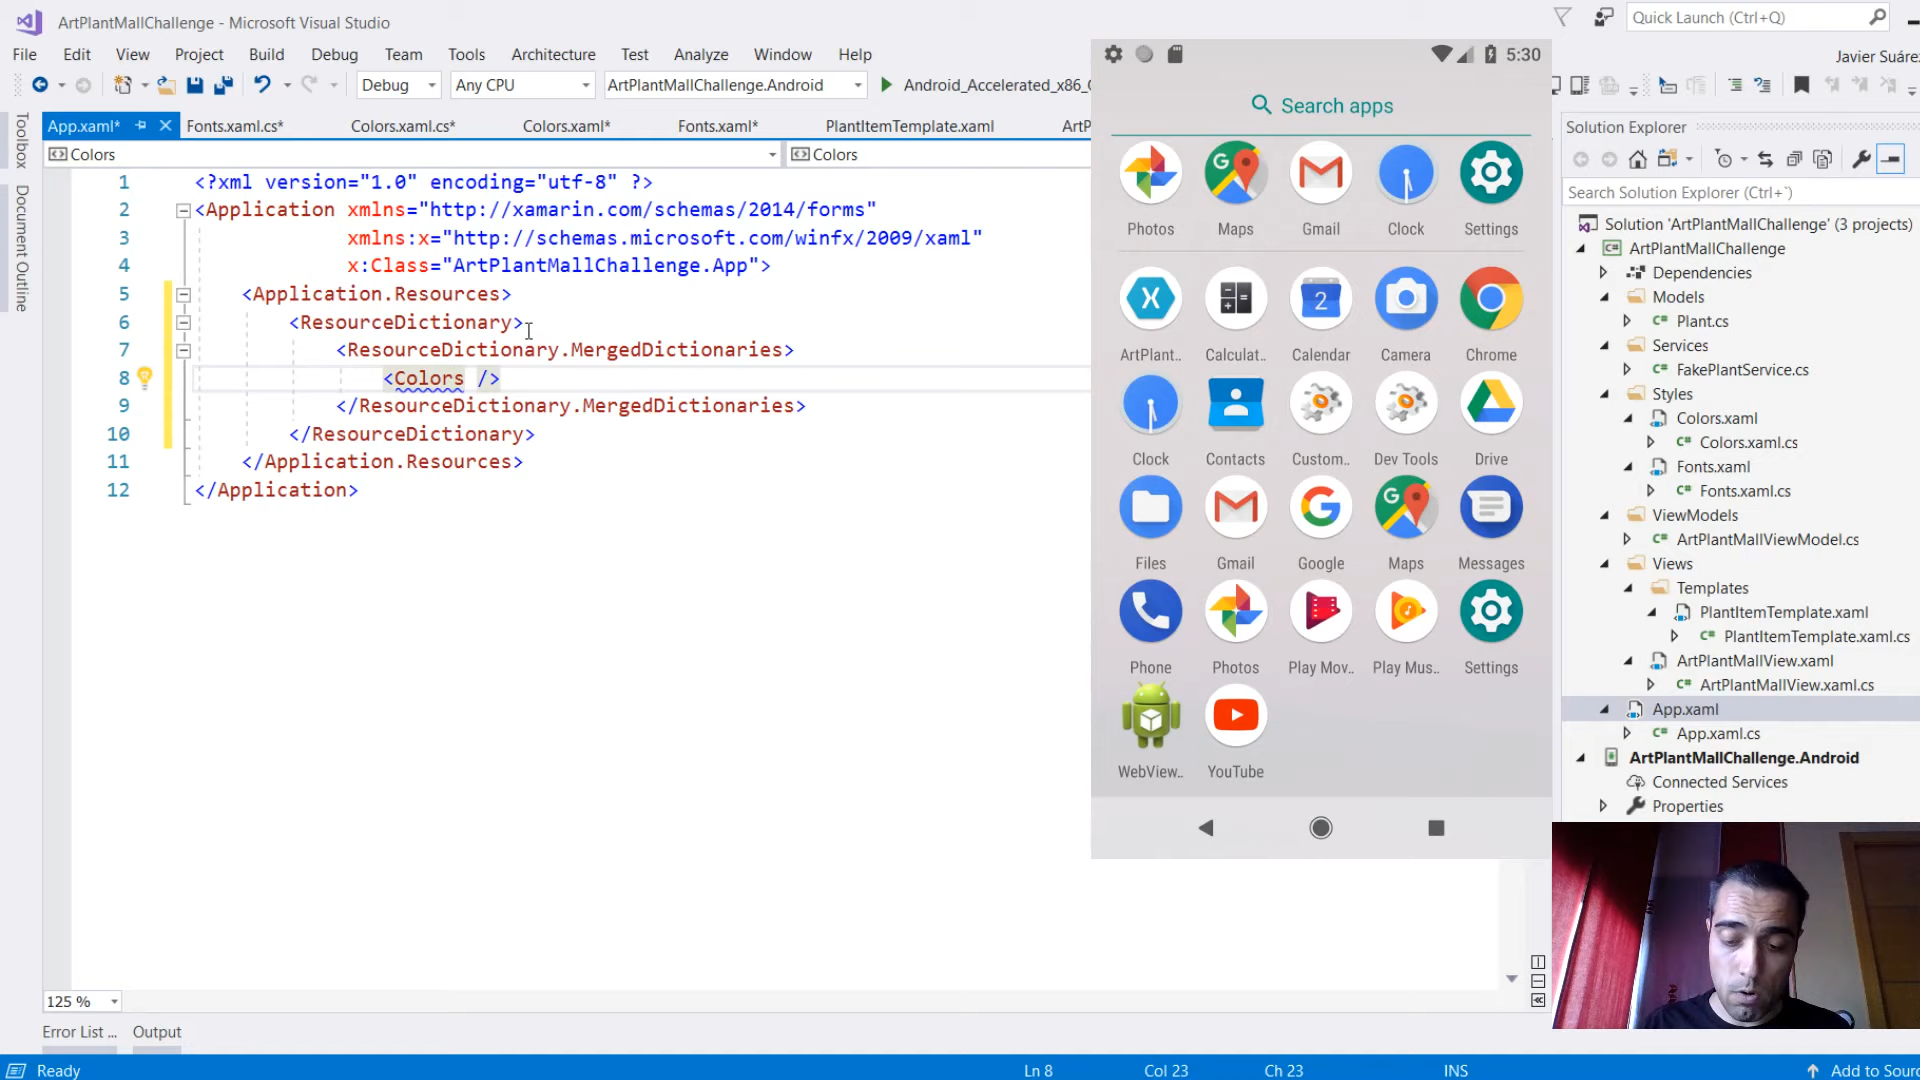 ArtPlantMallChallenge - Microsoft Visual Studio
Quick Launch (Ctrl+Q)
File Edit View Project Build Debug Team Tools Architecture Test Analyze Window Help
Javier Suáre
Debug Any CPU ArtPlantMallChallenge.Android Android_Accelerated_x86_
Toolbox
Document Outline
App.xaml* Fonts.xaml.cs* Colors.xaml.cs* Colors.xaml* Fonts.xaml* PlantItemTemplate.xaml ArtP
Colors Colors
1 <?xml version="1.0" encoding="utf-8" ?>
2 <Application xmlns="http://xamarin.com/schemas/2014/forms"
3 xmlns:x="http://schemas.microsoft.com/winfx/2009/xaml"
4 x:Class="ArtPlantMallChallenge.App">
5 <Application.Resources>
6 <ResourceDictionary>
7 <ResourceDictionary.MergedDictionaries>
8 <Colors />
9 </ResourceDictionary.MergedDictionaries>
10 </ResourceDictionary>
11 </Application.Resources>
12 </Application>
125 %
Error List ... Output
Ready Ln 8 Col 23 Ch 23 INS Add to Sourc
5:30
Search apps
Photos Maps Gmail Clock Settings
ArtPlant.. Calculat.. Calendar Camera Chrome
Clock Contacts Custom.. Dev Tools Drive
Files Gmail Google Maps Messages
Phone Photos Play Mov.. Play Mus.. Settings
WebView.. YouTube
Solution Explorer
Search Solution Explorer (Ctrl+`)
Solution 'ArtPlantMallChallenge' (3 projects)
ArtPlantMallChallenge
Dependencies
Models
Plant.cs
Services
FakePlantService.cs
Styles
Colors.xaml
Colors.xaml.cs
Fonts.xaml
Fonts.xaml.cs
ViewModels
ArtPlantMallViewModel.cs
Views
Templates
PlantItemTemplate.xaml
PlantItemTemplate.xaml.cs
ArtPlantMallView.xaml
ArtPlantMallView.xaml.cs
App.xaml
App.xaml.cs
ArtPlantMallChallenge.Android
Connected Services
Properties